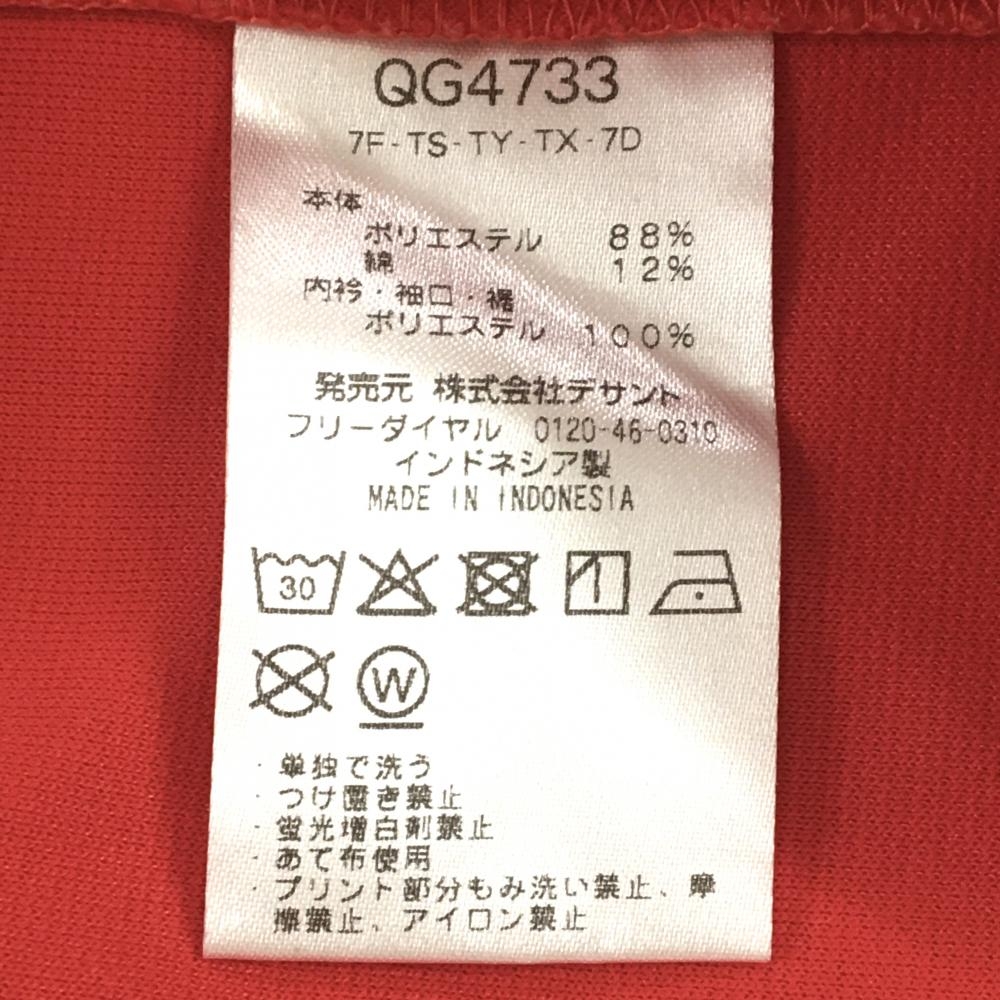 QG4733
7F-TS-TY-TX-7D
本体
ポリエステル 88%
綿 12%
内衿・袖口・裾
ポリエステル 100%
発売元 株式会社デサント
フリーダイヤル 0120-46-0310
インドネシア製
MADE IN INDONESIA
30
W
・単独で洗う
・つけ置き禁止
・蛍光増白剤禁止
・あて布使用
・プリント部分もみ洗い禁止、摩
擦禁止、アイロン禁止